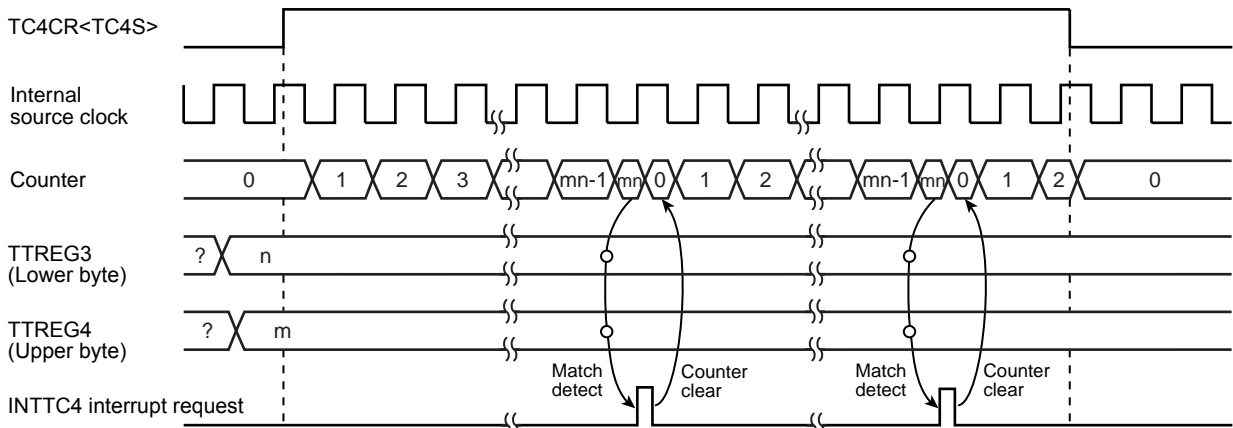 TC4CR<TC4S>
Internal
source clock
Counter
0 1 2 3 mn-1 mn 0 1 2 mn-1 mn 0 1 2 0
TTREG3
(Lower byte)
? n
TTREG4
(Upper byte)
? m
Match
detect
Counter
clear
Match
detect
Counter
clear
INTTC4 interrupt request